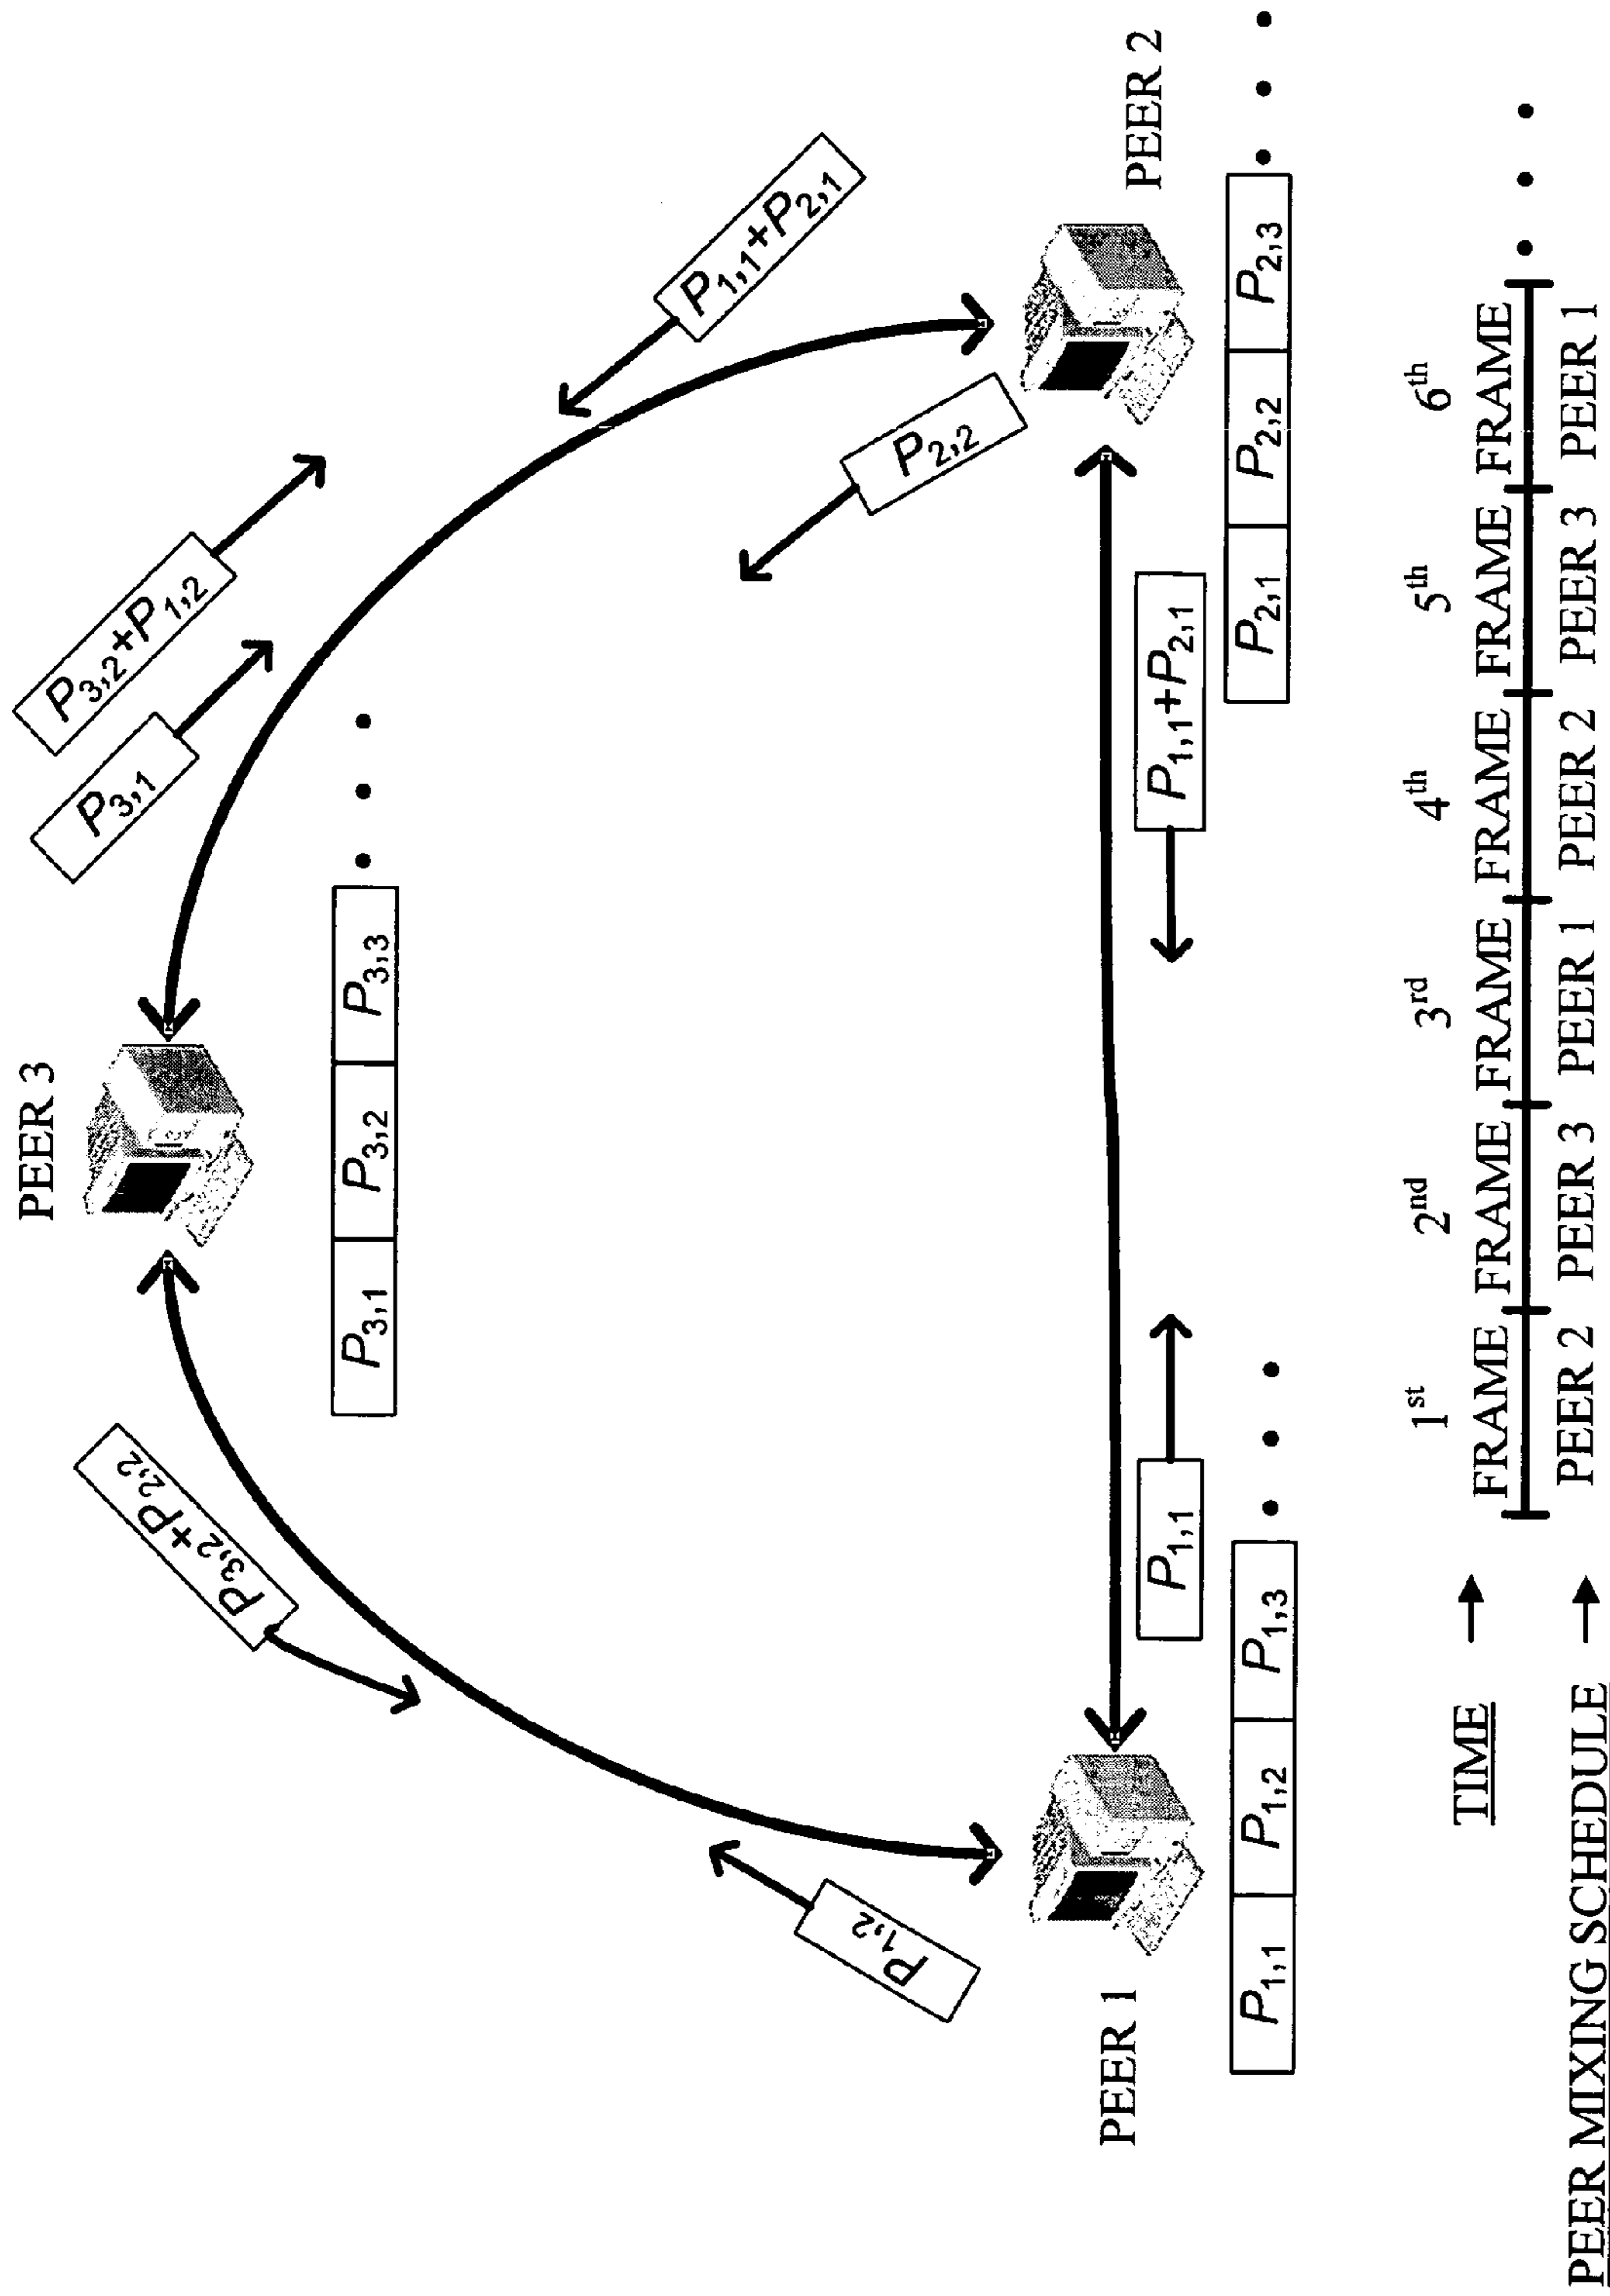 PEER 3
P3,2+P1,2
P3,1
P3,2+P2,2
P3,1 P3,2 P3,3 • • •
P1,1+P2,1
P1,2
P2,2
PEER 1
PEER 2
P1,1
P1,1+P2,1
P1,1 P1,2 P1,3 • • •
P2,1 P2,2 P2,3 • • •
1st 2nd 3rd 4th 5th 6th
TIME → FRAME FRAME FRAME FRAME FRAME FRAME • • •
PEER MIXING SCHEDULE → PEER 2 PEER 3 PEER 1 PEER 2 PEER 3 PEER 1